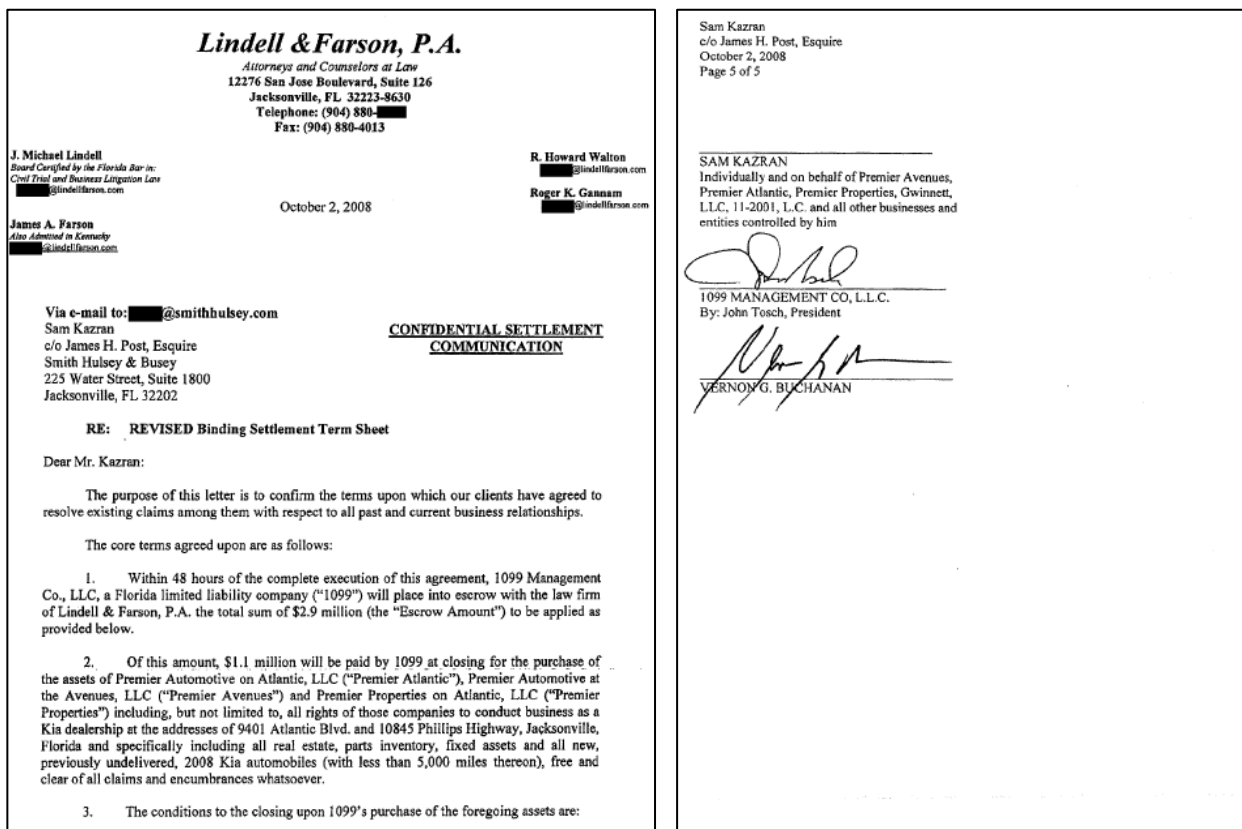 Lindell & Farson, P.A.
Attorneys and Counselors at Law
12276 San Jose Boulevard, Suite 126
Jacksonville, FL 32223-8630
Telephone: (904) 880-
Fax: (904) 880-4013
J. Michael Lindell
Board Certified by the Florida Bar in:
Civil Trial and Business Litigation Law
@lindellfarson.com
James A. Farson
Also Admitted in Kentucky
@lindellfarson.com
R. Howard Walton
@lindellfarson.com
Roger K. Gannam
@lindellfarson.com
October 2, 2008
Via e-mail to: @smithhulsey.com
Sam Kazran
c/o James H. Post, Esquire
Smith Hulsey & Busey
225 Water Street, Suite 1800
Jacksonville, FL 32202
CONFIDENTIAL SETTLEMENT
COMMUNICATION
RE: REVISED Binding Settlement Term Sheet
Dear Mr. Kazran:
The purpose of this letter is to confirm the terms upon which our clients have agreed to
resolve existing claims among them with respect to all past and current business relationships.
The core terms agreed upon are as follows:
1. Within 48 hours of the complete execution of this agreement, 1099 Management
Co., LLC, a Florida limited liability company ("1099") will place into escrow with the law firm
of Lindell & Farson, P.A. the total sum of $2.9 million (the "Escrow Amount") to be applied as
provided below.
2. Of this amount, $1.1 million will be paid by 1099 at closing for the purchase of
the assets of Premier Automotive on Atlantic, LLC ("Premier Atlantic"), Premier Automotive at
the Avenues, LLC ("Premier Avenues") and Premier Properties on Atlantic, LLC ("Premier
Properties") including, but not limited to, all rights of those companies to conduct business as a
Kia dealership at the addresses of 9401 Atlantic Blvd. and 10845 Phillips Highway, Jacksonville,
Florida and specifically including all real estate, parts inventory, fixed assets and all new,
previously undelivered, 2008 Kia automobiles (with less than 5,000 miles thereon), free and
clear of all claims and encumbrances whatsoever.
3. The conditions to the closing upon 1099's purchase of the foregoing assets are:
Sam Kazran
c/o James H. Post, Esquire
October 2, 2008
Page 5 of 5
SAM KAZRAN
Individually and on behalf of Premier Avenues,
Premier Atlantic, Premier Properties, Gwinnett,
LLC, 11-2001, L.C. and all other businesses and
entities controlled by him
1099 MANAGEMENT CO, L.L.C.
By: John Tosch, President
VERNON G. BUCHANAN